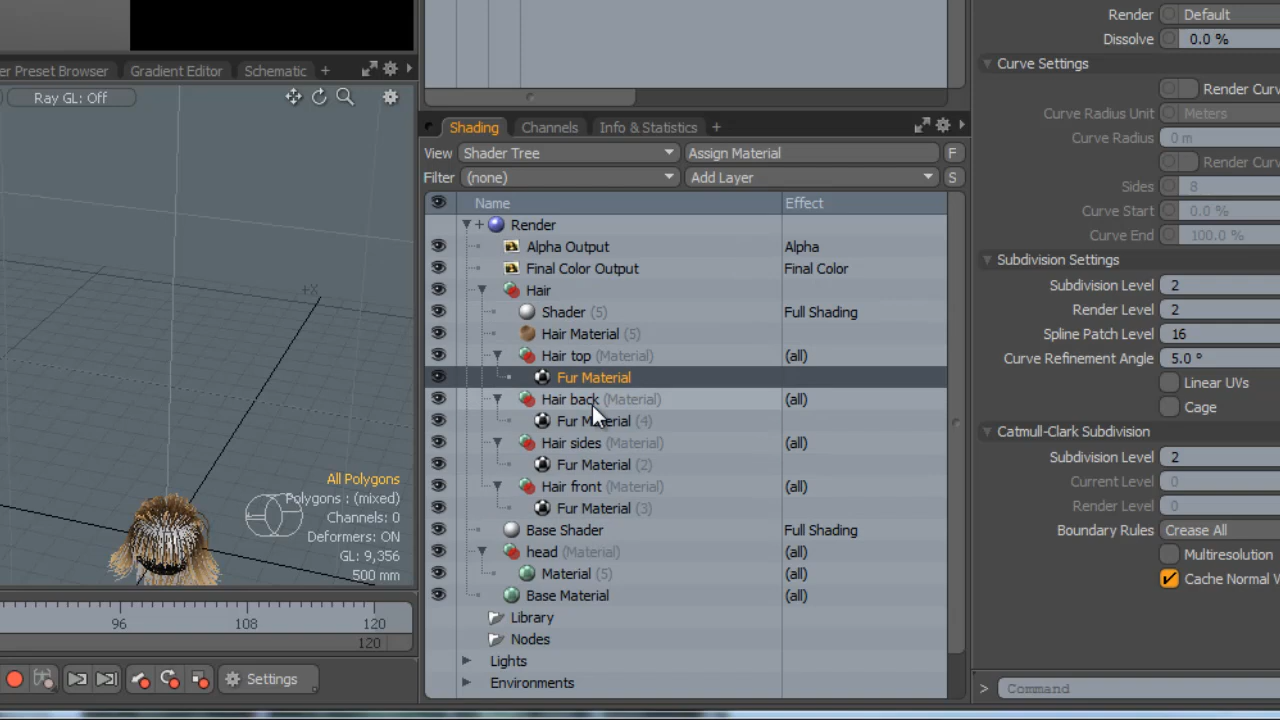 er Preset Browser
Gradient Editor
Schematic
+
Ray GL: Off
+X
All Polygons
Polygons : (mixed)
Channels: 0
Deformers: ON
GL: 9,356
500 mm
96
108
120
120
Settings
Shading
Channels
Info & Statistics
+
View
Shader Tree
Assign Material
F
Filter
(none)
Add Layer
S
Name
Effect
+ Render
Alpha Output
Alpha
Final Color Output
Final Color
Hair
Shader (5)
Full Shading
Hair Material (5)
Hair top (Material)
(all)
Fur Material
Hair back (Material)
(all)
Fur Material (4)
Hair sides (Material)
(all)
Fur Material (2)
Hair front (Material)
(all)
Fur Material (3)
Base Shader
Full Shading
head (Material)
(all)
Material (5)
(all)
Base Material
(all)
Library
Nodes
Lights
Environments
Render
Default
Dissolve
0.0 %
Curve Settings
Render Curv
Curve Radius Unit
Meters
Curve Radius
0 m
Render Curv
Sides
8
Curve Start
0.0 %
Curve End
100.0 %
Subdivision Settings
Subdivision Level
2
Render Level
2
Spline Patch Level
16
Curve Refinement Angle
5.0 °
Linear UVs
Cage
Catmull-Clark Subdivision
Subdivision Level
2
Current Level
0
Render Level
0
Boundary Rules
Crease All
Multiresolution
Cache Normal V
> Command